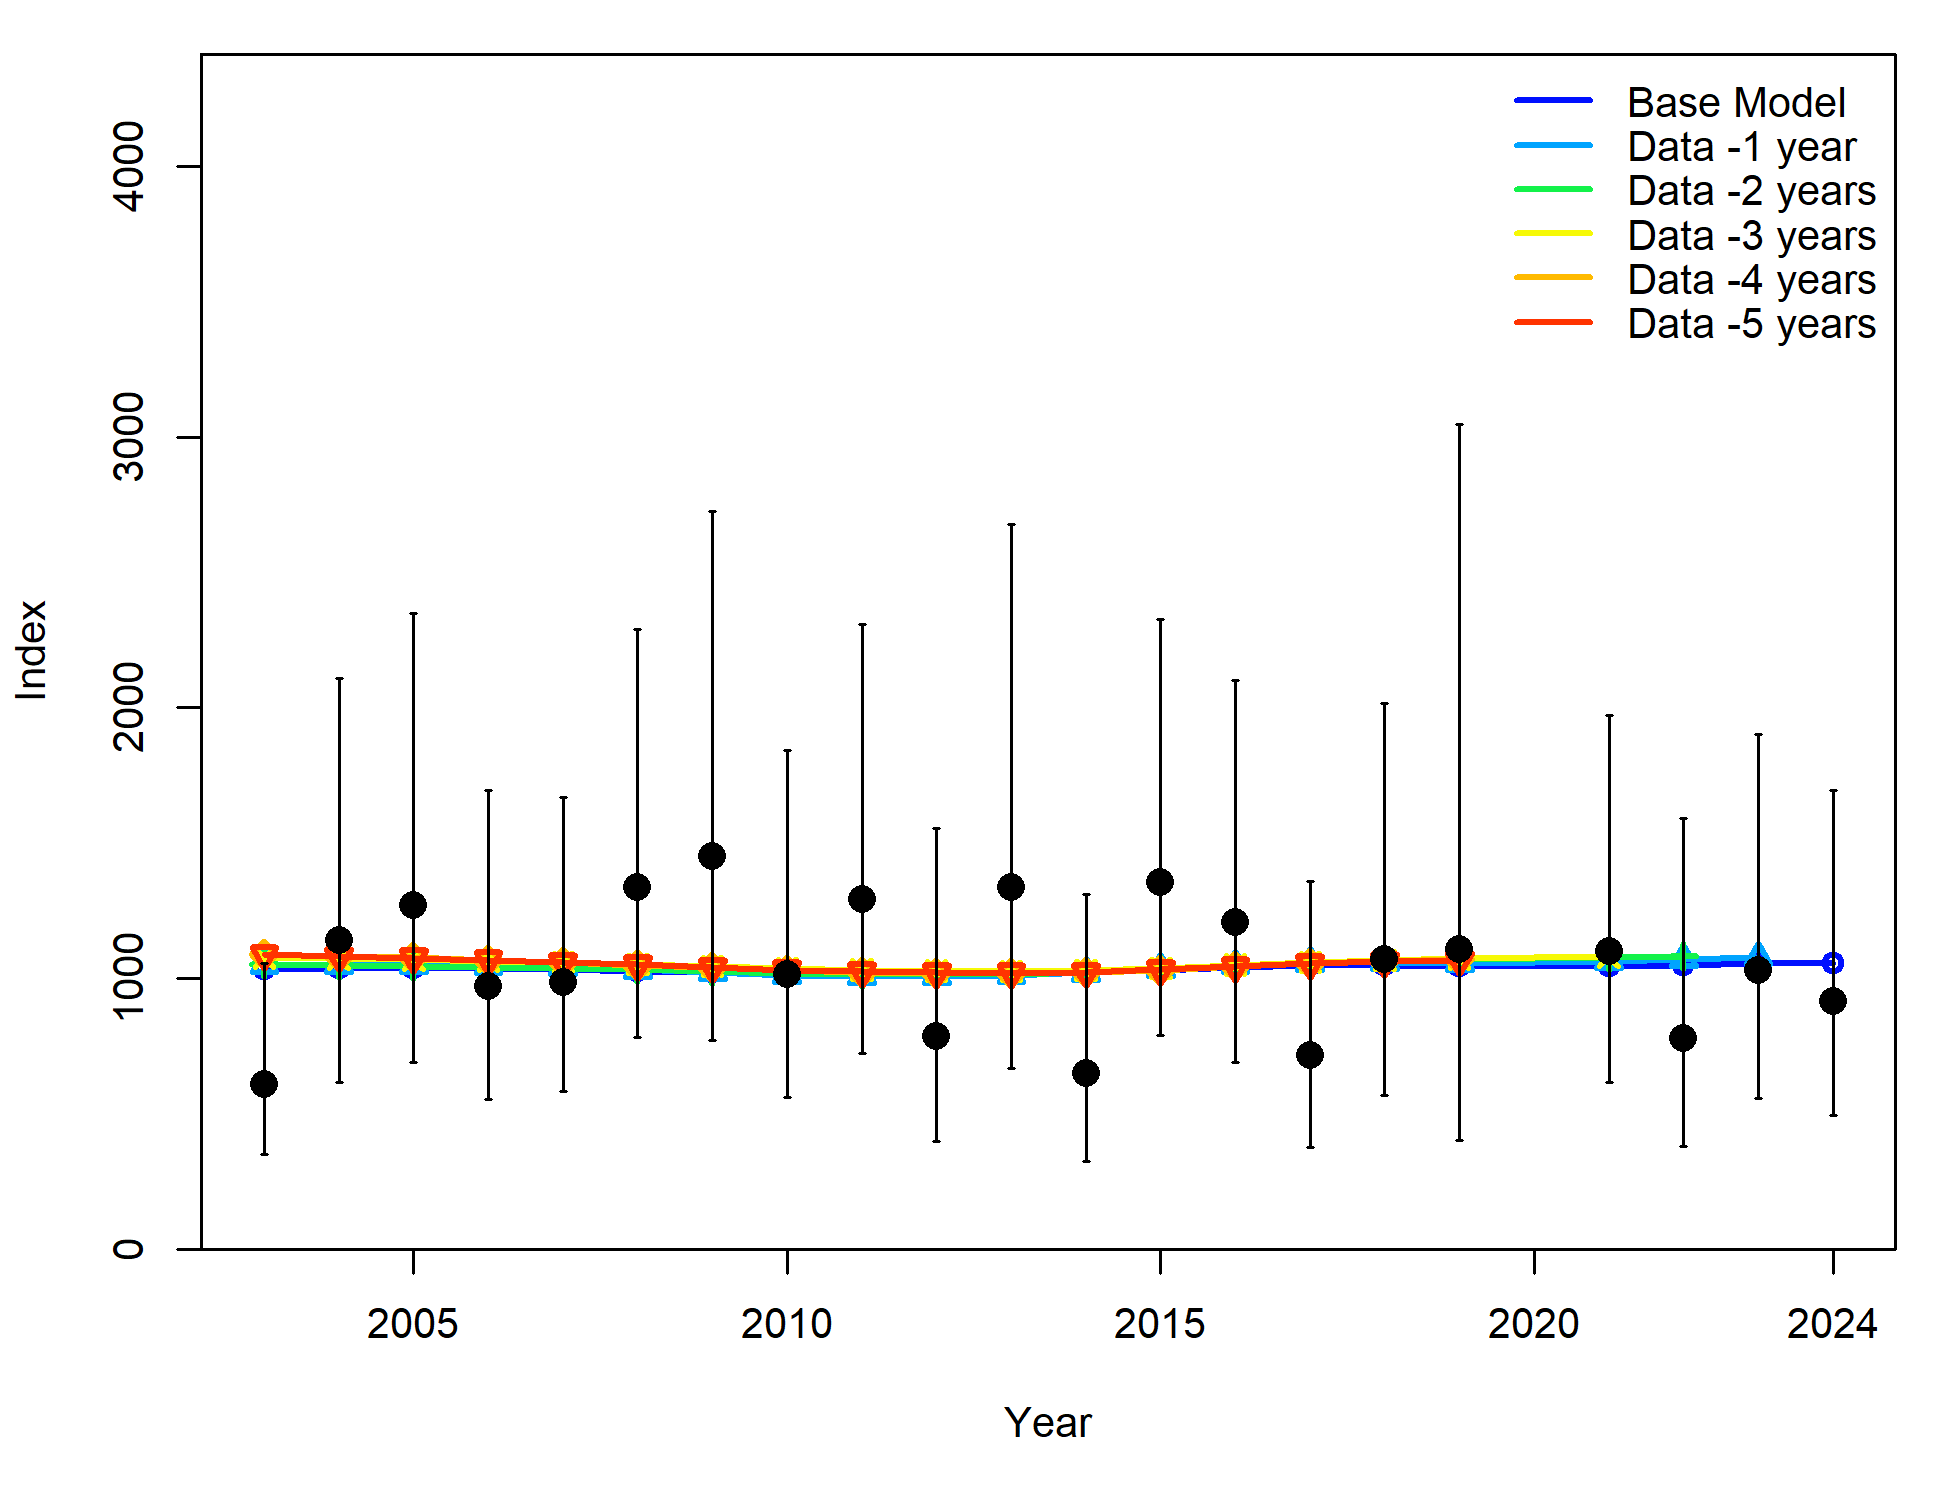 Base Model
Data -1 year
Data -2 years
Data -3 years
Data -4 years
Data -5 years
4000
3000
2000
1000
0
Index
2005 2010 2015 2020 2024
Year